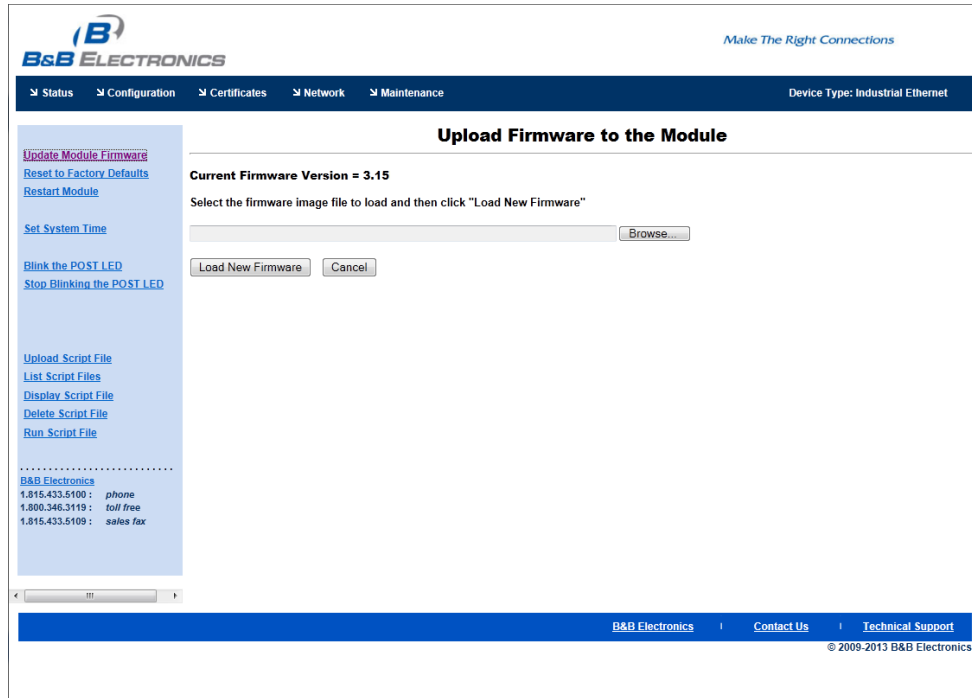 B
B&B ELECTRONICS
Make The Right Connections
Status Configuration Certificates Network Maintenance Device Type: Industrial Ethernet
Update Module Firmware
Reset to Factory Defaults
Restart Module
Set System Time
Blink the POST LED
Stop Blinking the POST LED
Upload Script File
List Script Files
Display Script File
Delete Script File
Run Script File
B&B Electronics
1.815.433.5100 : phone
1.800.346.3119 : toll free
1.815.433.5109 : sales fax
Upload Firmware to the Module
Current Firmware Version = 3.15
Select the firmware image file to load and then click "Load New Firmware"
Browse...
Load New Firmware Cancel
B&B Electronics | Contact Us | Technical Support
© 2009-2013 B&B Electronics